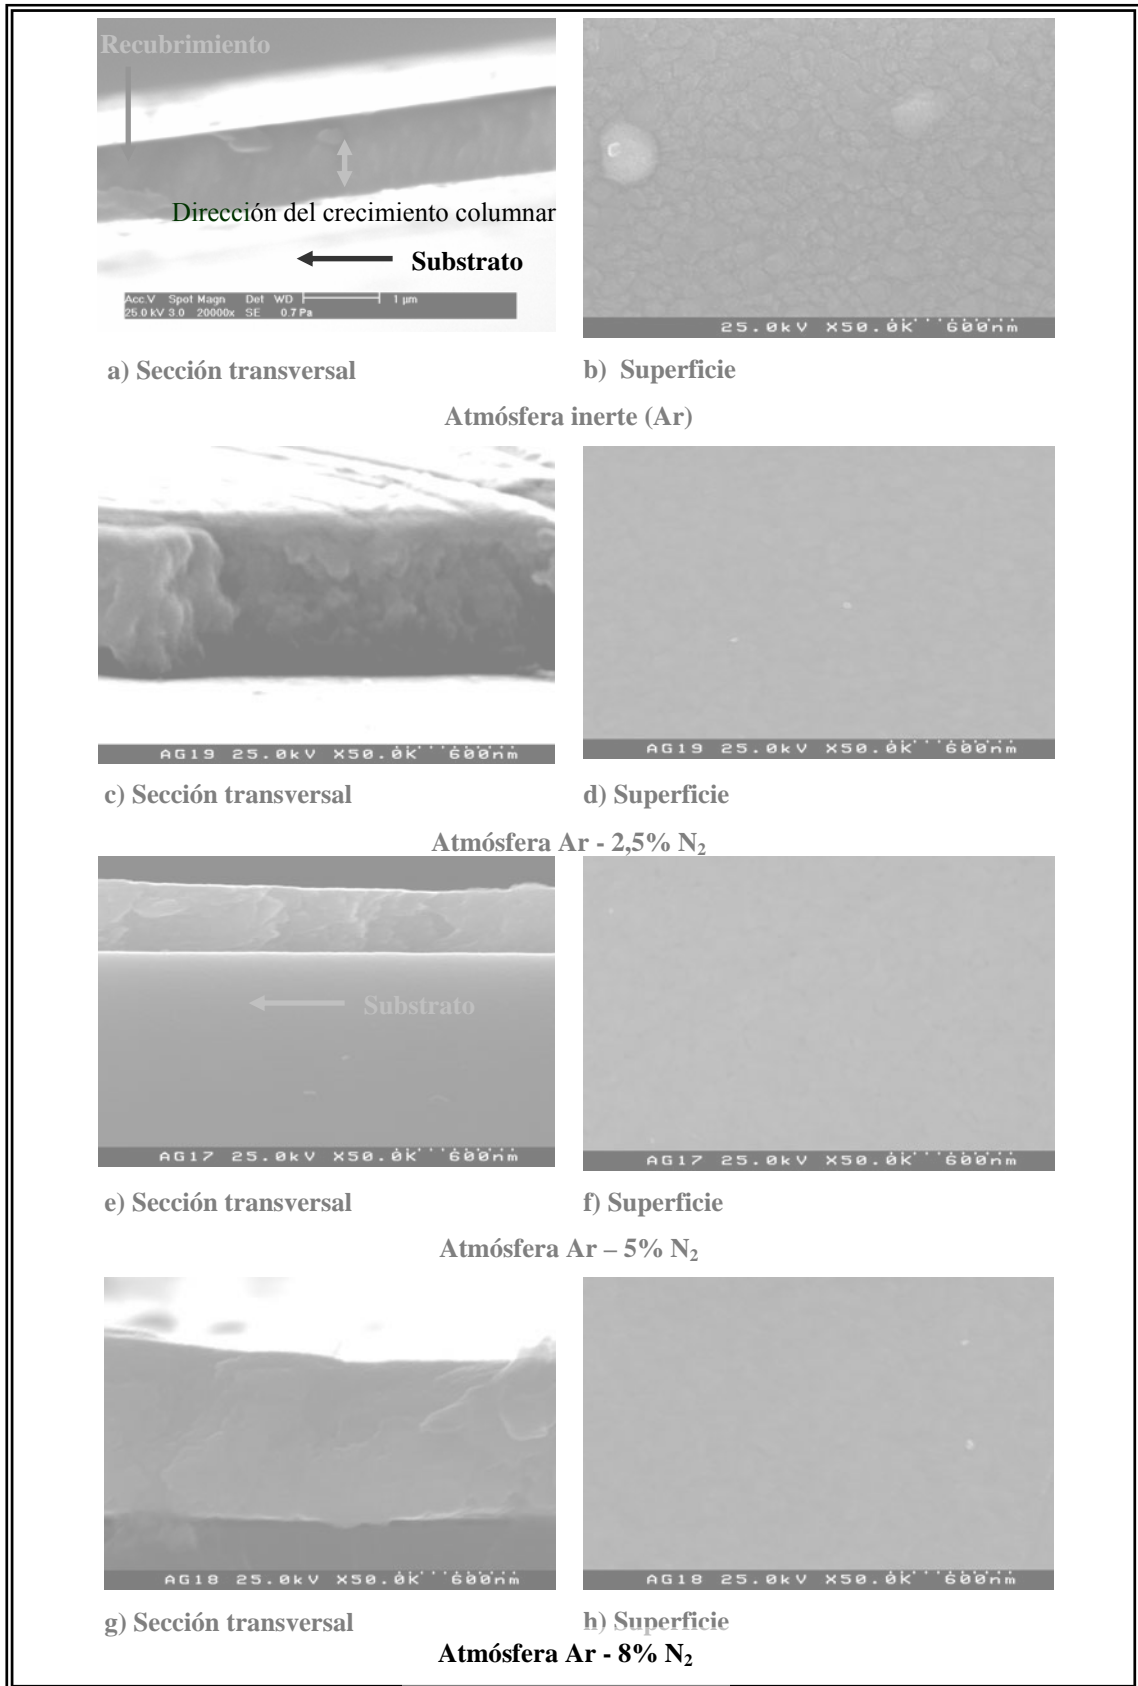 Recubrimiento
Dirección del crecimiento columnar
Substrato
Acc.V Spot Magn Det WD 1 µm
25.0 kV 3.0 20000x SE 0.7 Pa
25.0kV X50.0K 600nm
a) Sección transversal
b) Superficie
Atmósfera inerte (Ar)
AG19 25.0kV X50.0K 600nm
AG19 25.0kV X50.0K 600nm
c) Sección transversal
d) Superficie
Atmósfera Ar - 2,5% N₂
Substrato
AG17 25.0kV X50.0K 600nm
AG17 25.0kV X50.0K 600nm
e) Sección transversal
f) Superficie
Atmósfera Ar – 5% N₂
AG18 25.0kV X50.0K 600nm
AG18 25.0kV X50.0K 600nm
g) Sección transversal
h) Superficie
Atmósfera Ar - 8% N₂